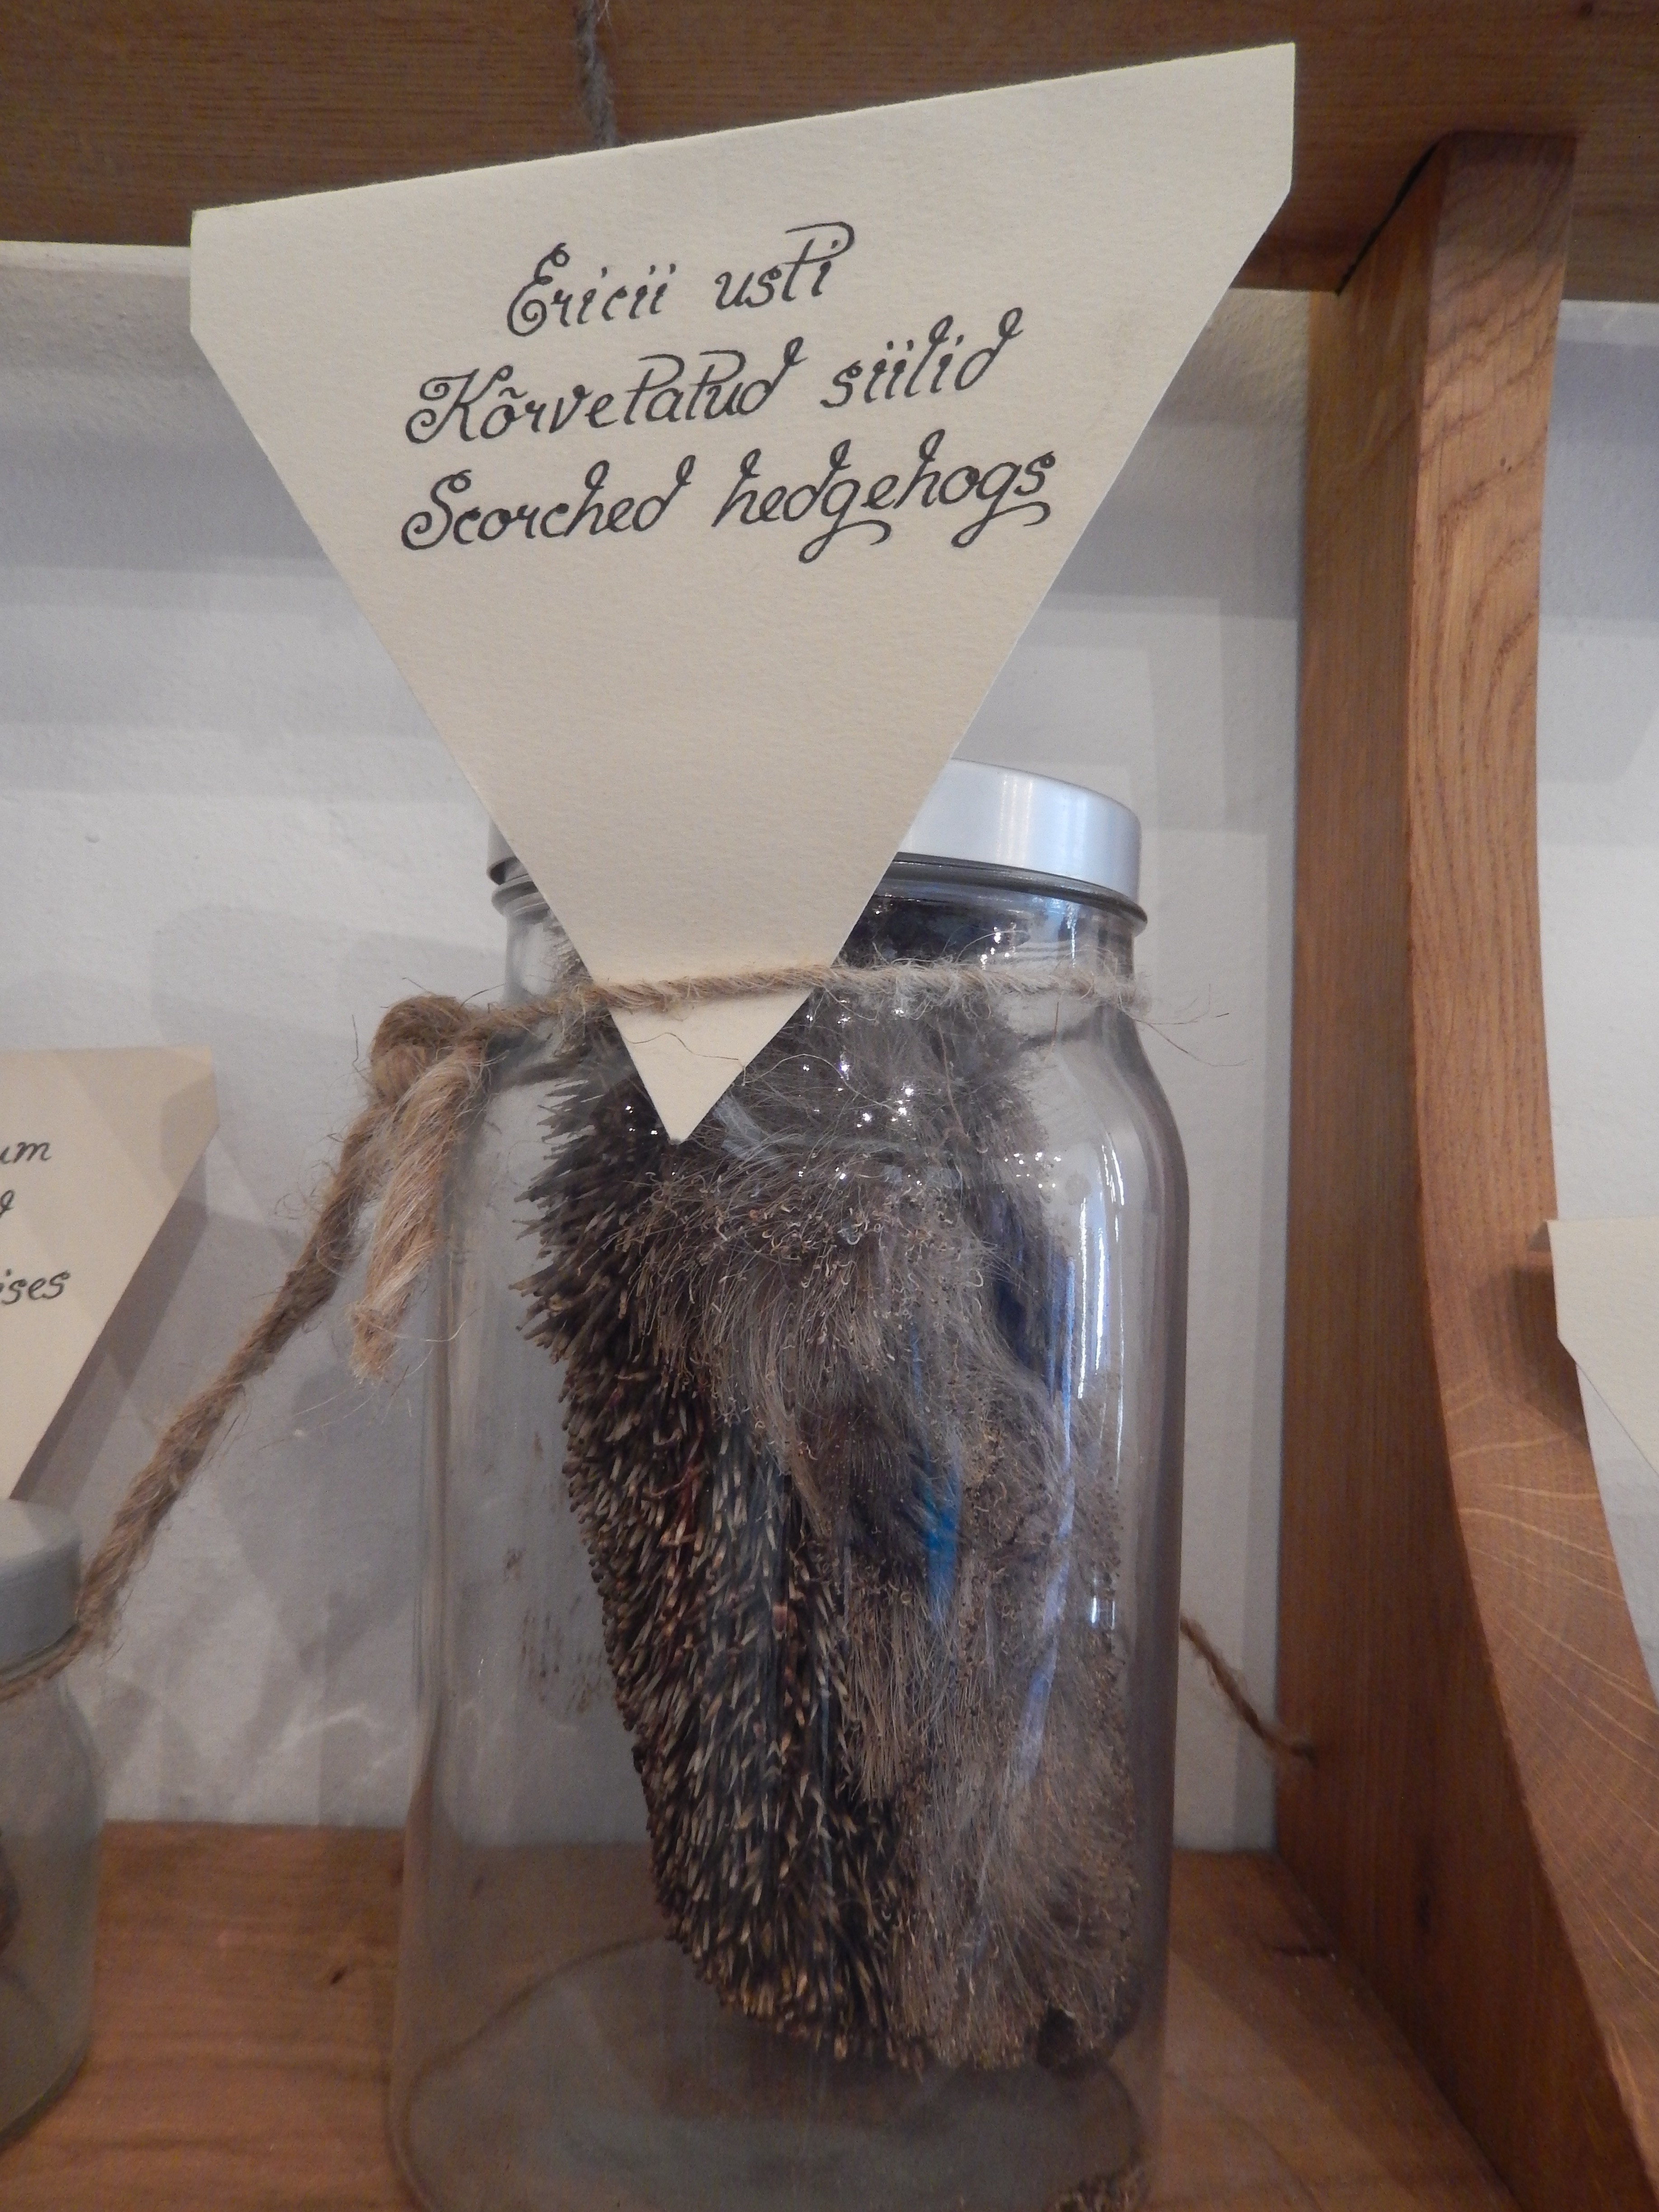 Ericii usti
Kõrvetatud siilid
Scorched hedgehogs